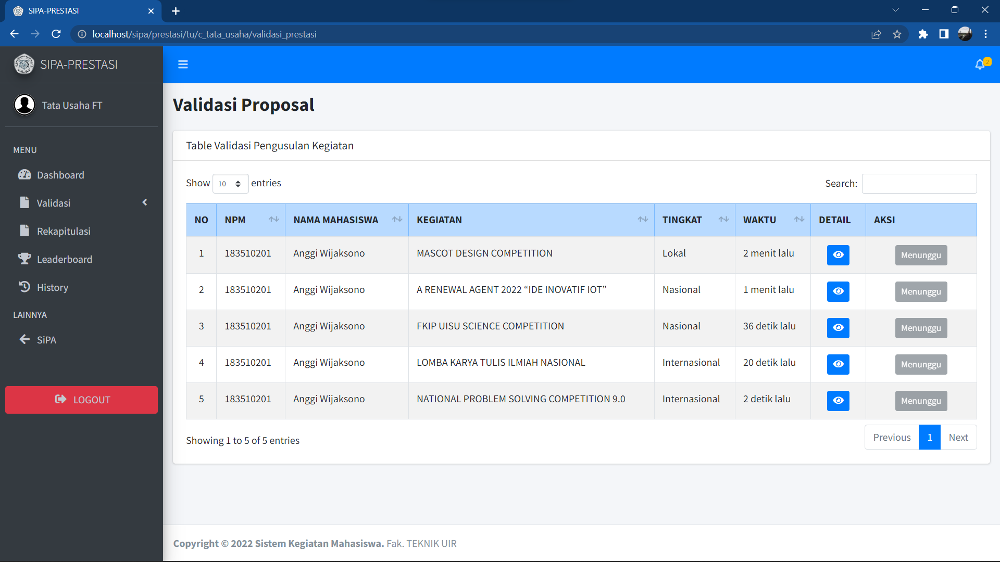 SIPA-PRESTASI
localhost/sipa/prestasi/tu/c_tata_usaha/validasi_prestasi
SIPA-PRESTASI
2
Tata Usaha FT
MENU
Dashboard
Validasi
Rekapitulasi
Leaderboard
History
LAINNYA
SiPA
LOGOUT
Validasi Proposal
Table Validasi Pengusulan Kegiatan
Show 10 entries
Search:
NO NPM NAMA MAHASISWA KEGIATAN TINGKAT WAKTU DETAIL AKSI
1 183510201 Anggi Wijaksono MASCOT DESIGN COMPETITION Lokal 2 menit lalu Menunggu
2 183510201 Anggi Wijaksono A RENEWAL AGENT 2022 “IDE INOVATIF IOT” Nasional 1 menit lalu Menunggu
3 183510201 Anggi Wijaksono FKIP UISU SCIENCE COMPETITION Nasional 36 detik lalu Menunggu
4 183510201 Anggi Wijaksono LOMBA KARYA TULIS ILMIAH NASIONAL Internasional 20 detik lalu Menunggu
5 183510201 Anggi Wijaksono NATIONAL PROBLEM SOLVING COMPETITION 9.0 Internasional 2 detik lalu Menunggu
Showing 1 to 5 of 5 entries
Previous 1 Next
Copyright © 2022 Sistem Kegiatan Mahasiswa. Fak. TEKNIK UIR